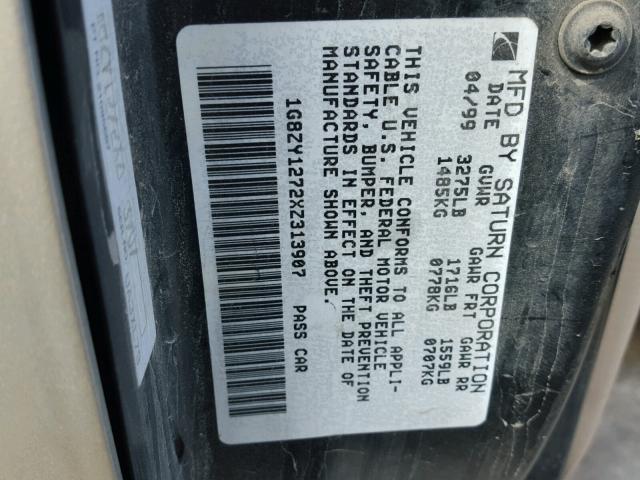 MFD BY SATURN CORPORATION
DATE GVWR GAWR FRT GAWR RR
04/99 3275LB 1716LB 1559LB
1485KG 0778KG 0707KG
THIS VEHICLE CONFORMS TO ALL APPLI-
CABLE U.S. FEDERAL MOTOR VEHICLE
SAFETY, BUMPER, AND THEFT PREVENTION
STANDARDS IN EFFECT ON THE DATE OF
MANUFACTURE SHOWN ABOVE.
1G8ZY1272XZ313907 PASS CAR